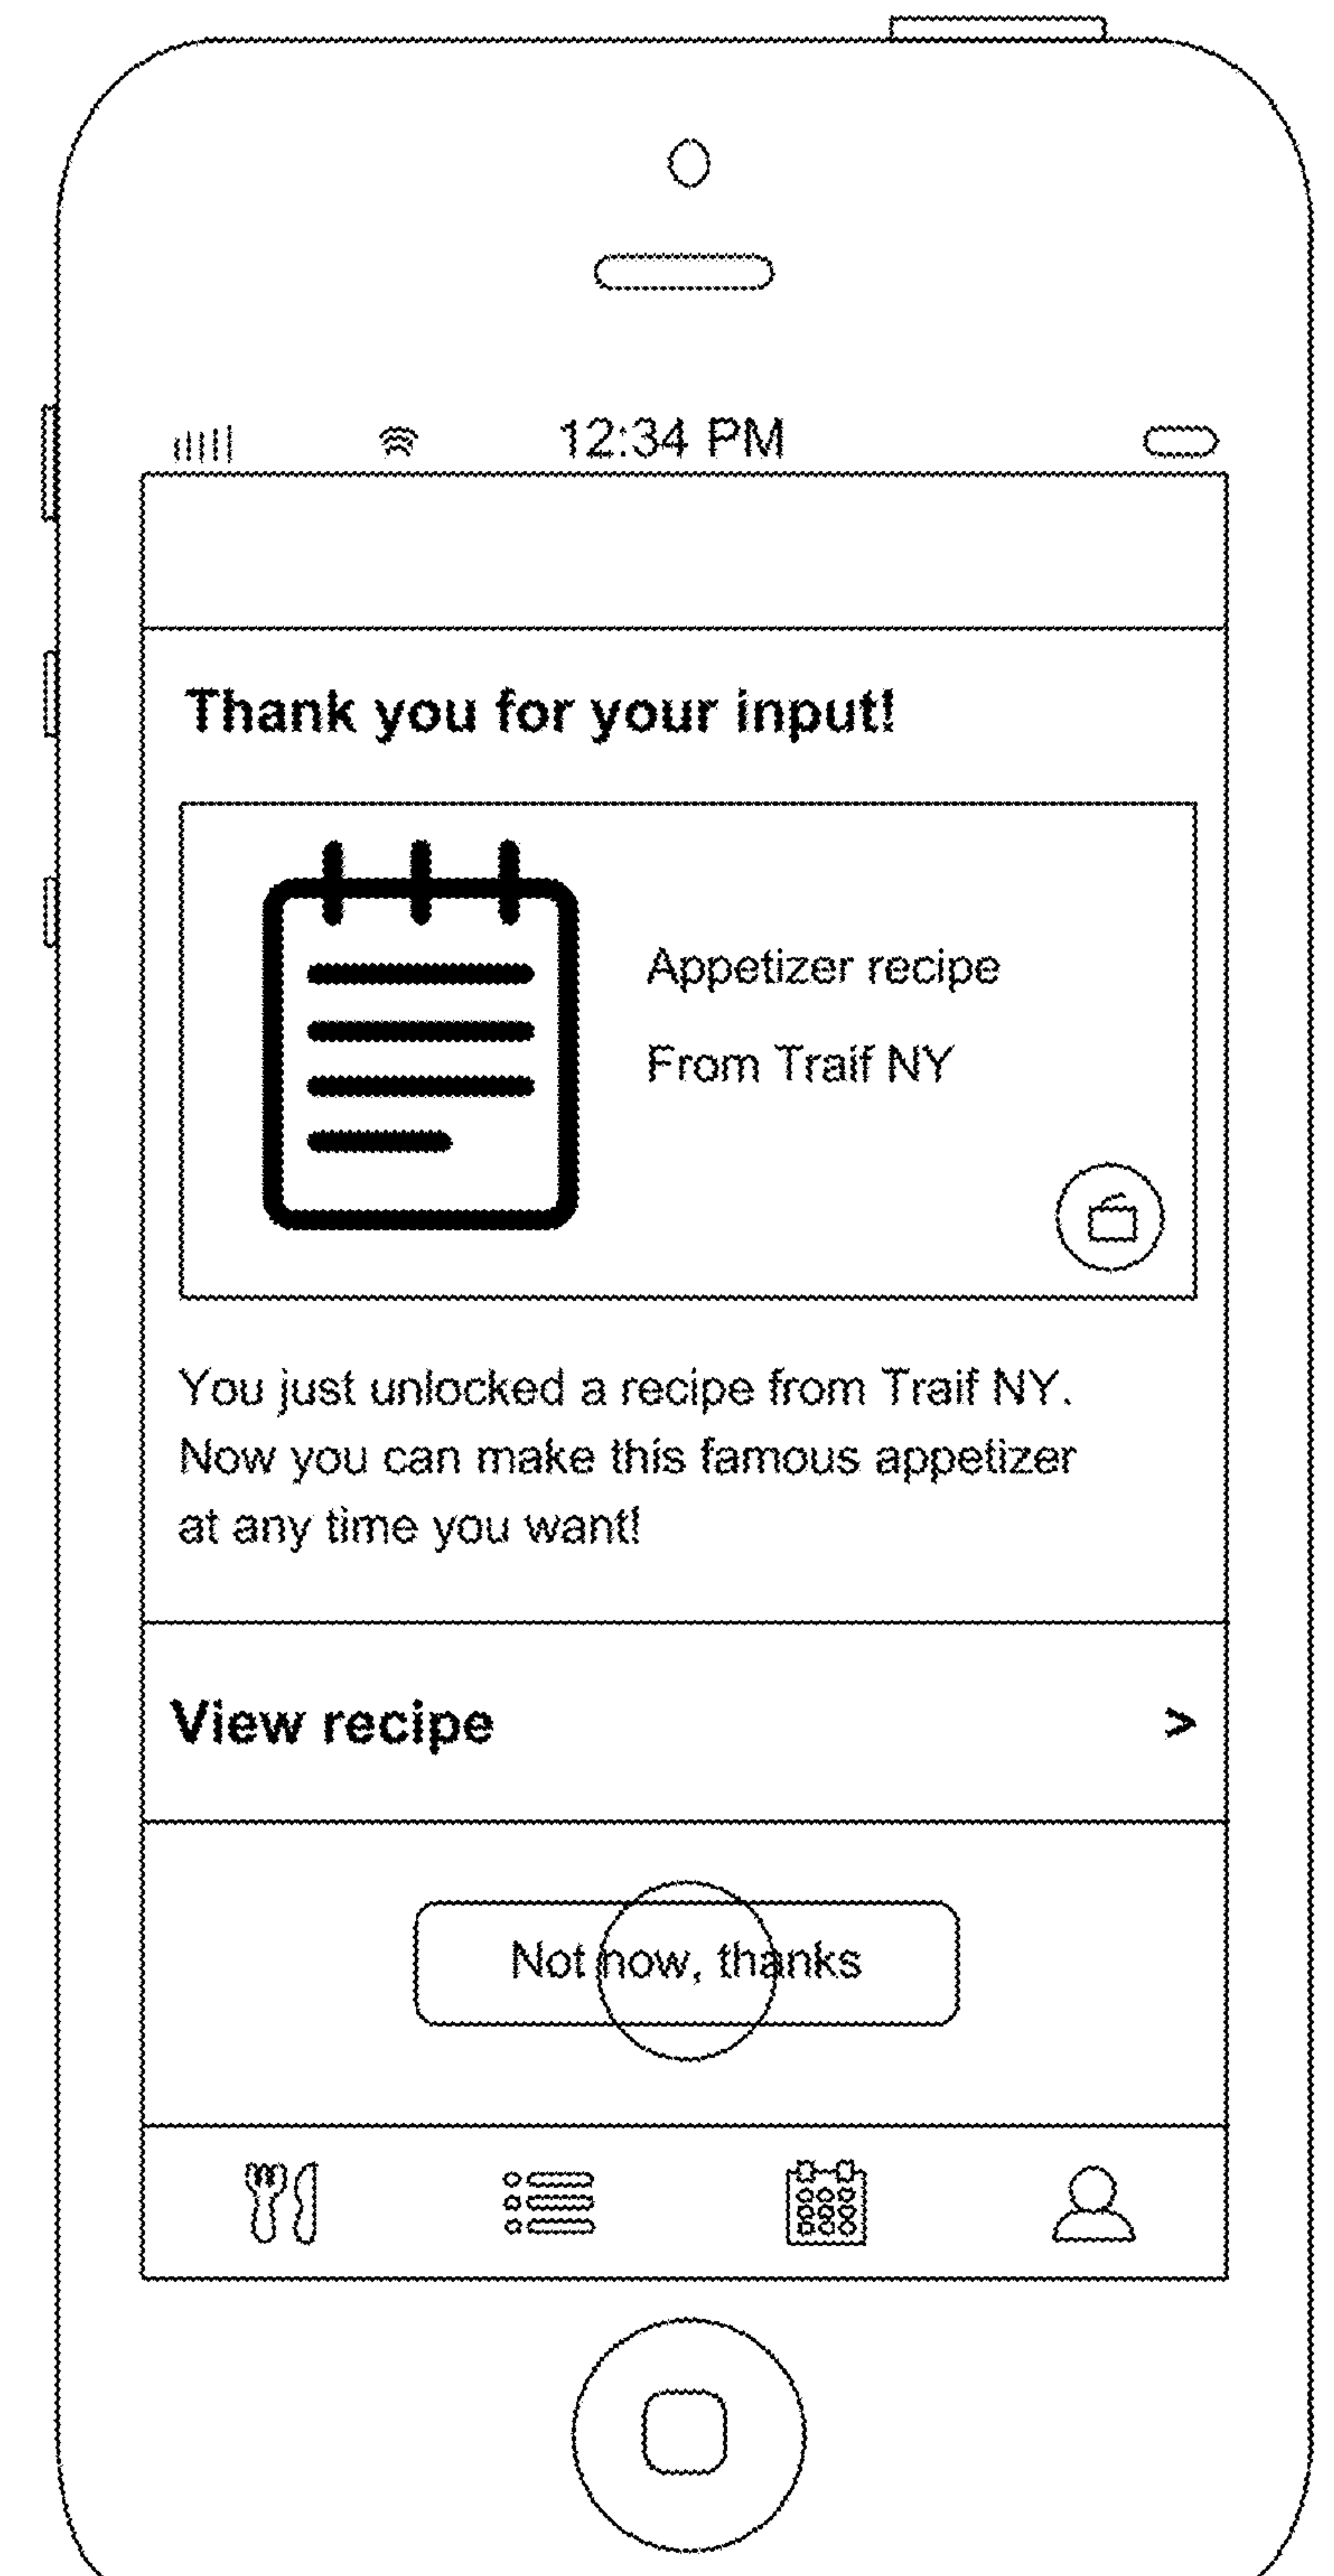 12:34 PM
Thank you for your input!
Appetizer recipe
From Traif NY
You just unlocked a recipe from Traif NY.
Now you can make this famous appetizer
at any time you want!
View recipe >
Not now, thanks